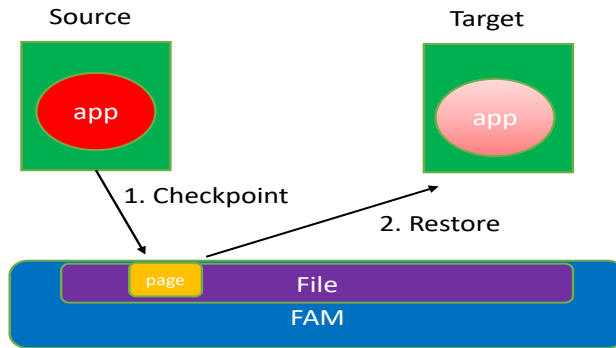 Source
Target
app
app
1. Checkpoint
2. Restore
page
File
FAM